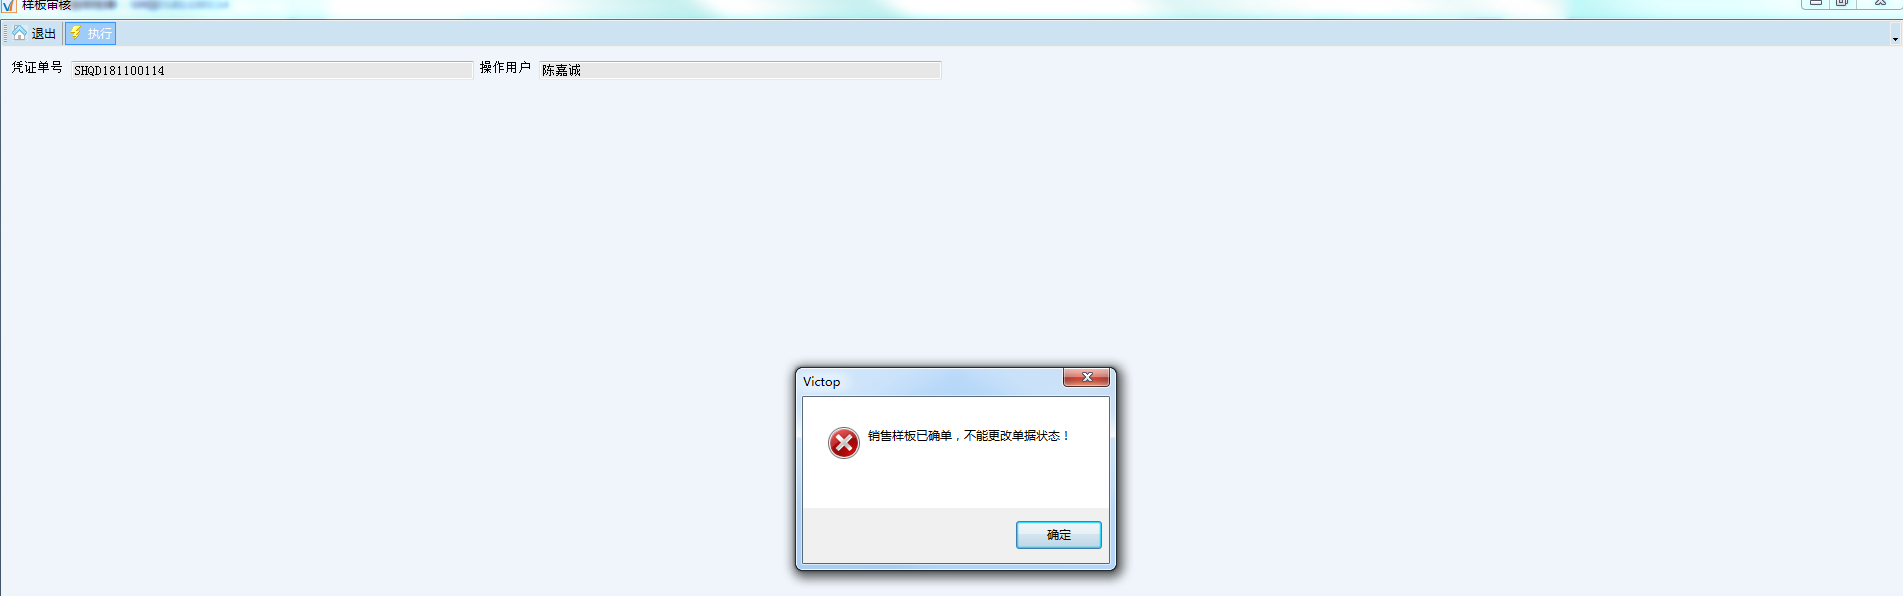 样板审核
退出 执行
凭证单号 SHQD181100114 操作用户 陈嘉诚
Victop
销售样板已确单，不能更改单据状态！
确定